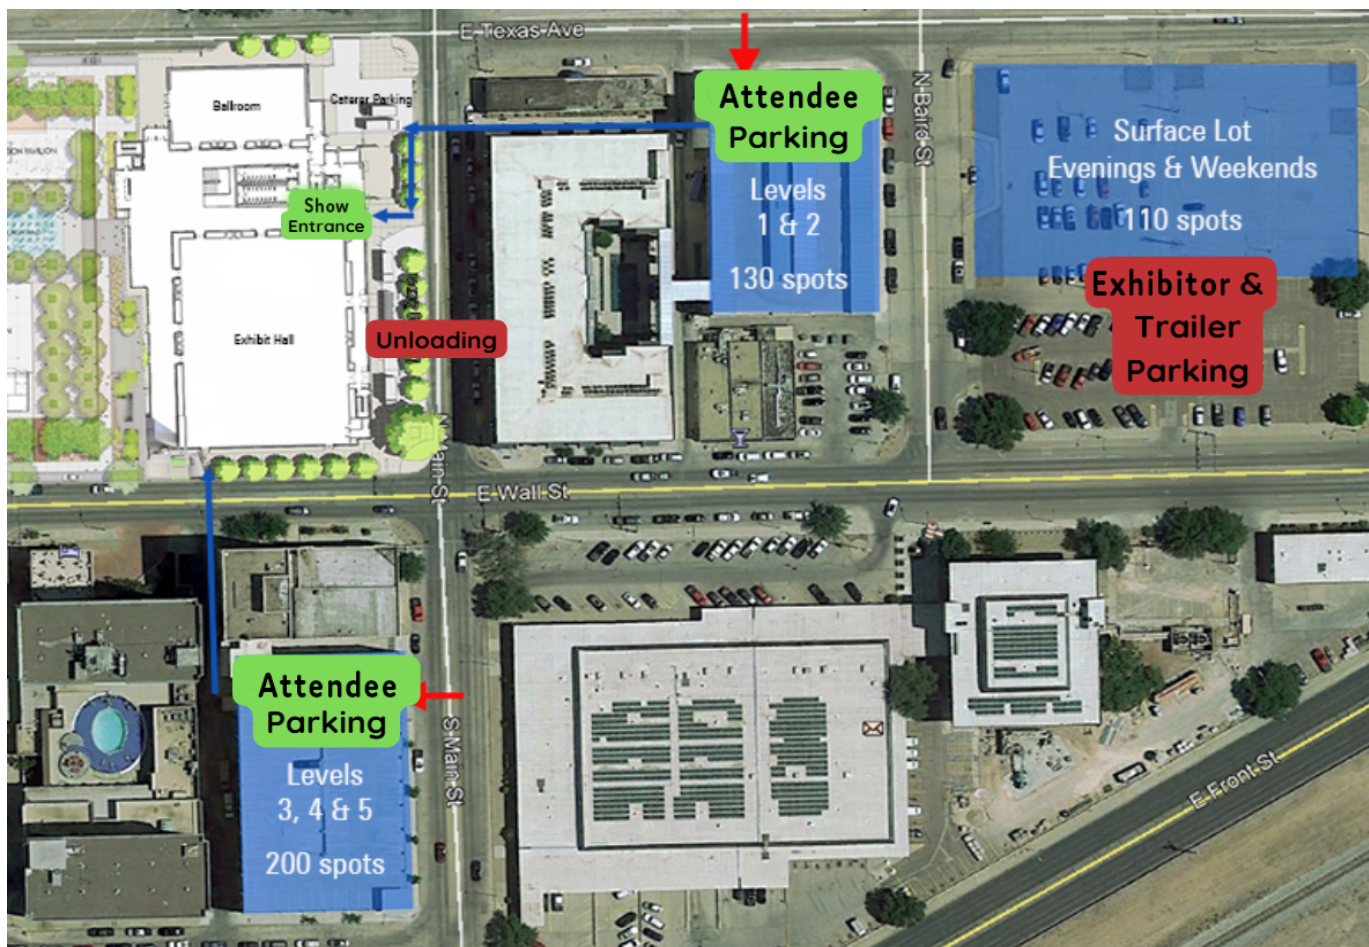 E Texas Ave
Attendee
Parking
Levels
1 & 2
130 spots
N Baird St
Surface Lot
Evenings & Weekends
110 spots
Exhibitor &
Trailer
Parking
Ballroom
Caterer Parking
Show
Entrance
Exhibit Hall
Unloading
N Main St
E Wall St
Attendee
Parking
Levels
3, 4 & 5
200 spots
S Main St
E Front St